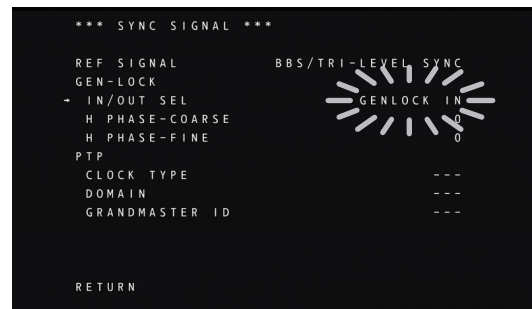 *** SYNC SIGNAL ***
REF SIGNAL BBS/TRI-LEVEL SYNC
GEN-LOCK
→ IN/OUT SEL GENLOCK IN
H PHASE-COARSE 0
H PHASE-FINE 0
PTP
CLOCK TYPE ---
DOMAIN ---
GRANDMASTER ID ---
RETURN